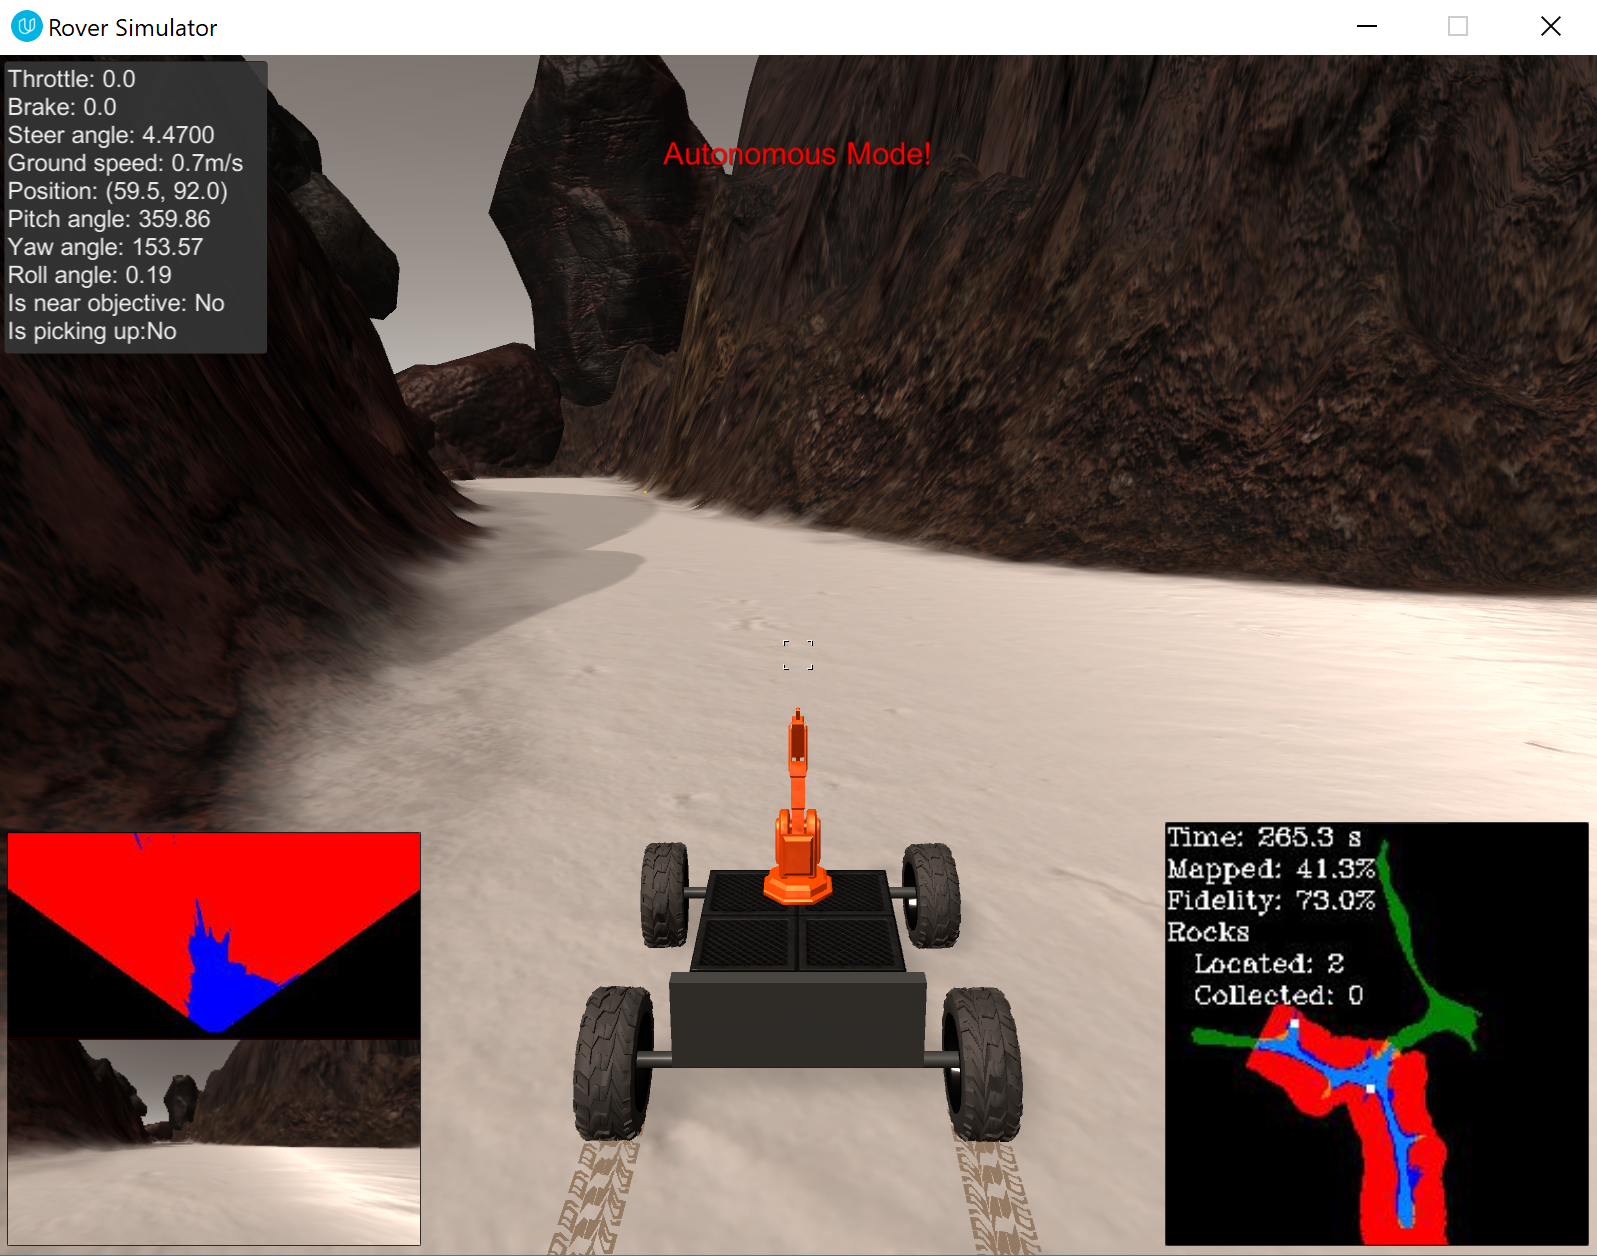 Rover Simulator
Throttle: 0.0
Brake: 0.0
Steer angle: 4.4700
Ground speed: 0.7m/s
Position: (59.5, 92.0)
Pitch angle: 359.86
Yaw angle: 153.57
Roll angle: 0.19
Is near objective: No
Is picking up:No
Autonomous Mode!
Time: 265.3 s
Mapped: 41.3%
Fidelity: 73.0%
Rocks
Located: 2
Collected: 0